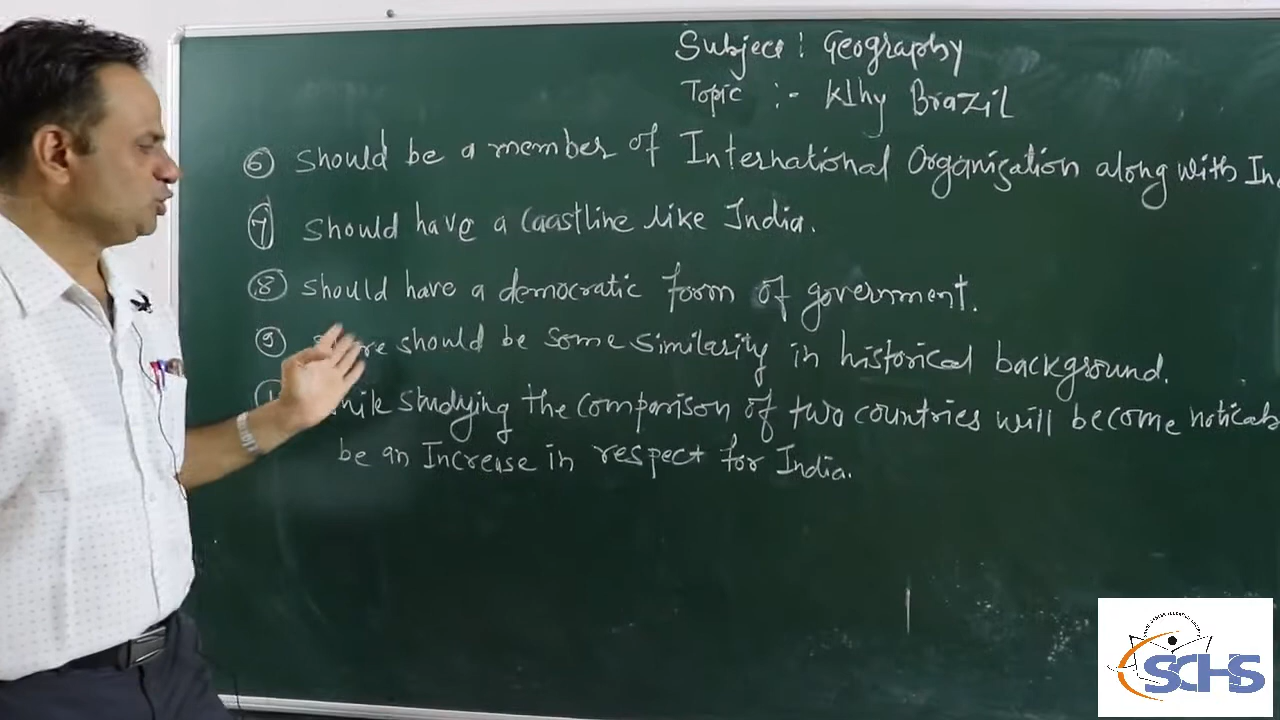 Subject : Geography
Topic :- Why Brazil
⑥ should be a member of International Organization along with In
⑦ should have a coastline like India.
⑧ should have a democratic form of government.
⑨ should be some similarity in historical background.
studying the comparison of two countries will become noticab
be an Increase in respect for India.
SCHS